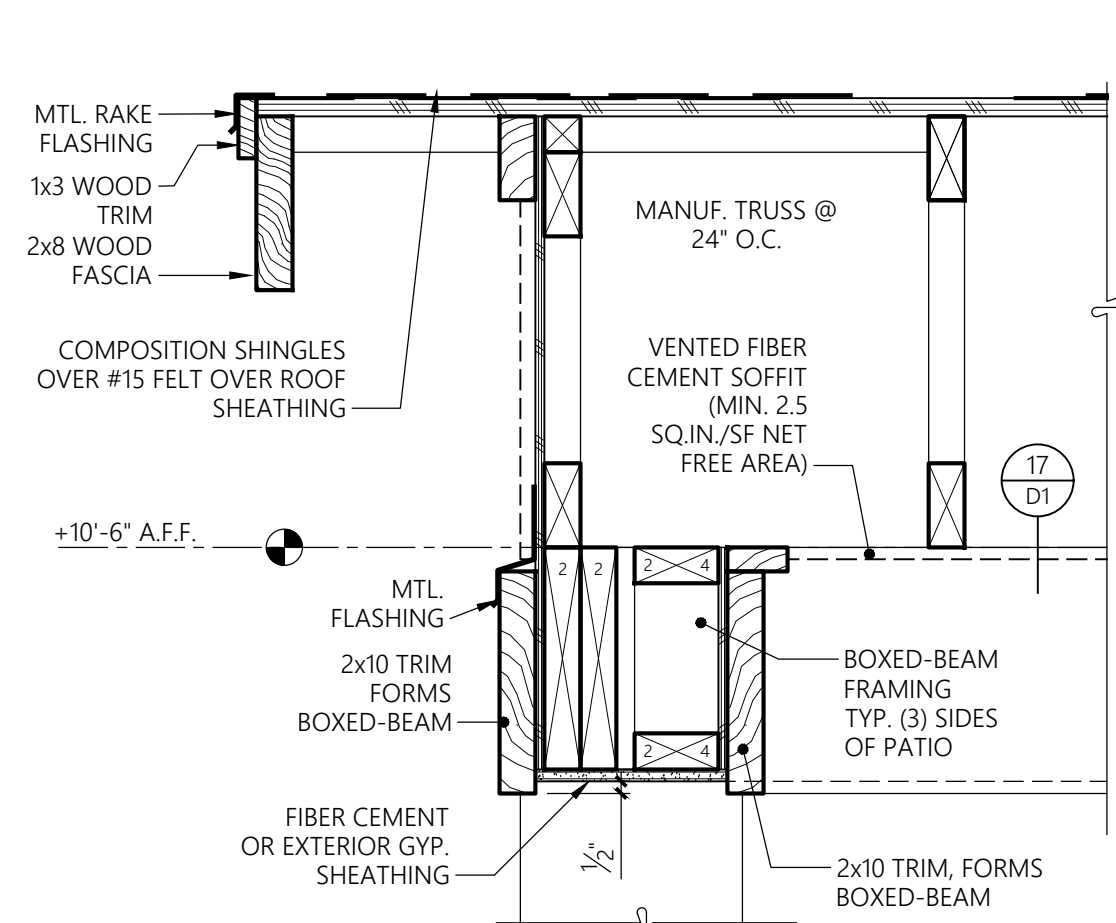 MTL. RAKE
FLASHING
1x3 WOOD
TRIM
2x8 WOOD
FASCIA
COMPOSITION SHINGLES
OVER #15 FELT OVER ROOF
SHEATHING
MANUF. TRUSS @
24" O.C.
VENTED FIBER
CEMENT SOFFIT
(MIN. 2.5
SQ.IN./SF NET
FREE AREA)
17
D1
+10'-6" A.F.F.
2 2 2 4
MTL.
FLASHING
2x10 TRIM
FORMS
BOXED-BEAM
BOXED-BEAM
FRAMING
TYP. (3) SIDES
OF PATIO
2 4
FIBER CEMENT
OR EXTERIOR GYP.
SHEATHING
1/2"
2x10 TRIM, FORMS
BOXED-BEAM